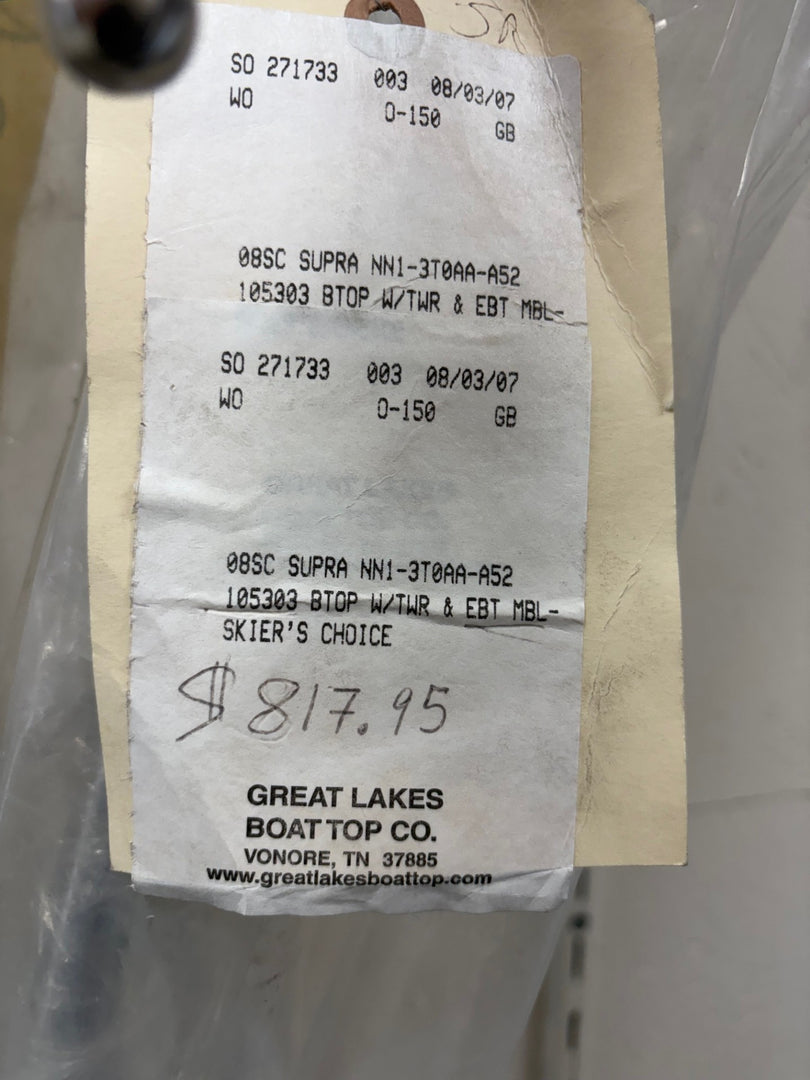 SO 271733 003 08/03/07
WO O-150 GB
08SC SUPRA NN1-3T0AA-A52
105303 BTOP W/TWR & EBT MBL-
SO 271733 003 08/03/07
WO O-150 GB
08SC SUPRA NN1-3T0AA-A52
105303 BTOP W/TWR & EBT MBL-
SKIER'S CHOICE
$817.95
GREAT LAKES
BOAT TOP CO.
VONORE, TN 37885
www.greatlakesboattop.com